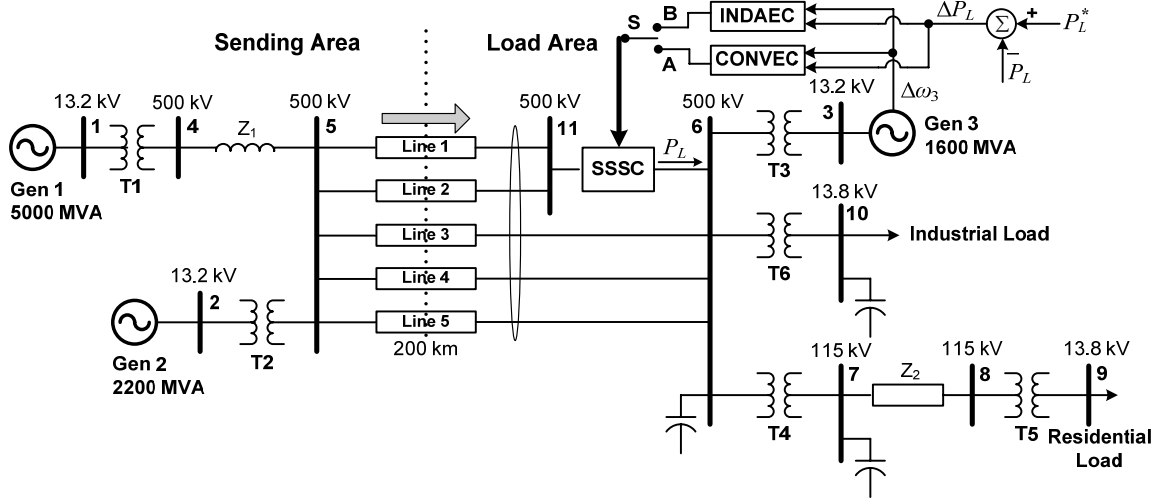 B
INDAEC
ΔP_L
+
P_L^*
S
Σ
Sending Area
Load Area
A
CONVEC
−
P_L
Δω₃
13.2 kV
500 kV
500 kV
500 kV
500 kV
13.2 kV
1
4
Z₁
5
11
6
3
Line 1
P_L
SSSC
Gen 3
1600 MVA
T1
T3
Gen 1
5000 MVA
Line 2
13.8 kV
10
Line 3
Industrial Load
T6
13.2 kV
Line 4
2
Line 5
200 km
T2
Gen 2
2200 MVA
115 kV
115 kV
13.8 kV
7
Z₂
8
9
T4
T5
Residential
Load